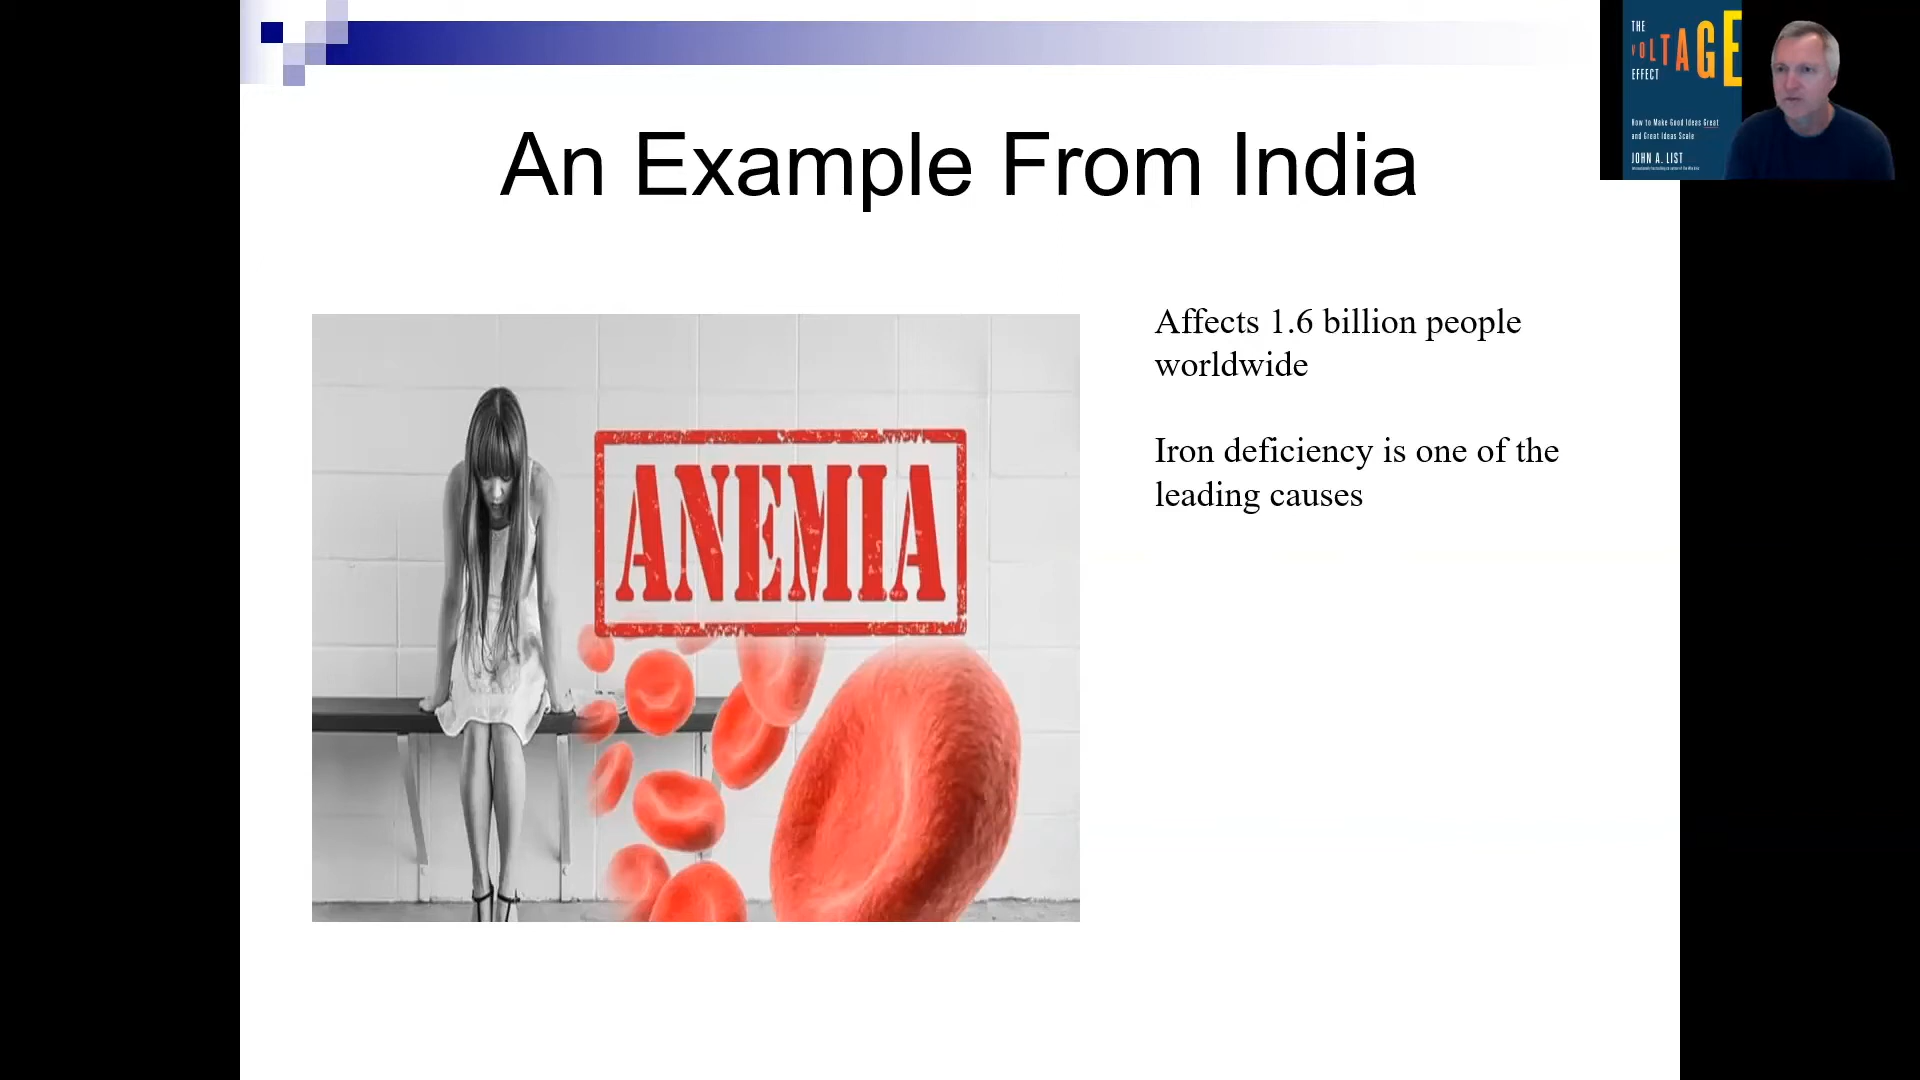 An Example From India
Affects 1.6 billion people
worldwide
Iron deficiency is one of the
leading causes
ANEMIA
THE
VOLTAGE
EFFECT
How to Make Good Ideas Great
and Great Ideas Scale
JOHN A. LIST